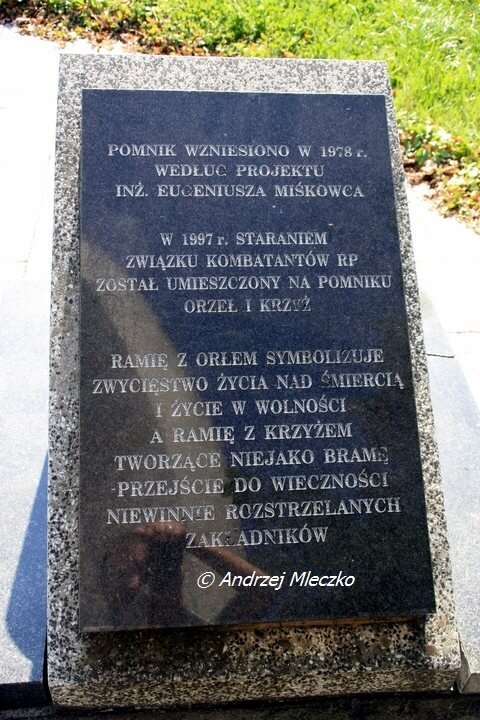 POMNIK WZNIESIONO W 1978 r.
WEDŁUG PROJEKTU
INŻ. EUGENIUSZA MIŚKOWCA
W 1997 r. STARANIEM
ZWIĄZKU KOMBATANTÓW RP
ZOSTAŁ UMIESZCZONY NA POMNIKU
ORZEŁ I KRZYŻ
RAMIĘ Z ORŁEM SYMBOLIZUJE
ZWYCIĘSTWO ŻYCIA NAD ŚMIERCIĄ
I ŻYCIE W WOLNOŚCI
A RAMIĘ Z KRZYŻEM
TWORZĄCE NIEJAKO BRAMĘ
PRZEJŚCIE DO WIECZNOŚCI
NIEWINNIE ROZSTRZELANYCH
ZAKŁADNIKÓW
© Andrzej Mleczko